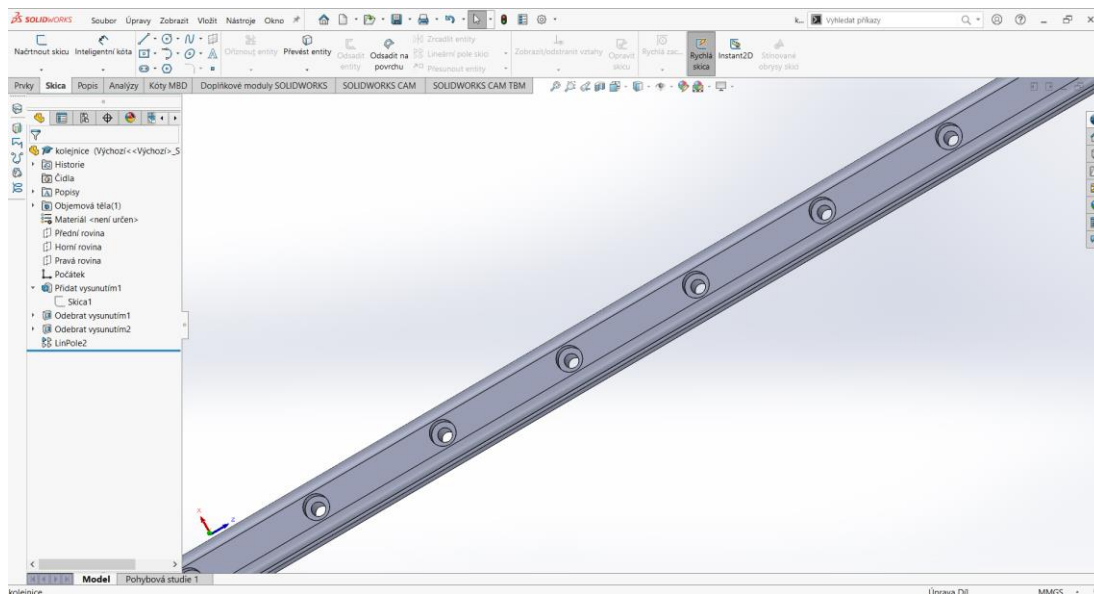 SOLIDWORKS Soubor Úpravy Zobrazit Vložit Nástroje Okno k... Vyhledat příkazy
Načrtnout skicu Inteligentní kóta Oříznout entity Převést entity Odsadit entity Odsadit na povrchu Zrcadlit entity Lineární pole skici Přesunout entity Zobrazit/odstranit vztahy Opravit skicu Rychlé zac... Rychlá skica Instant2D Stínované obrysy skici
Prvky Skica Popis Analýzy Kóty MBD Doplňkové moduly SOLIDWORKS SOLIDWORKS CAM SOLIDWORKS CAM TBM
kolejnice (Výchozí<<Výchozí>_S
Historie
Čidla
Popisy
Objemová těla(1)
Materiál <není určen>
Přední rovina
Horní rovina
Pravá rovina
Počátek
Přidat vysunutím1
Skica1
Odebrat vysunutím1
Odebrat vysunutím2
LinPole2
X
Z
Model Pohybová studie 1
kolejnice Úprava Díl MMGS